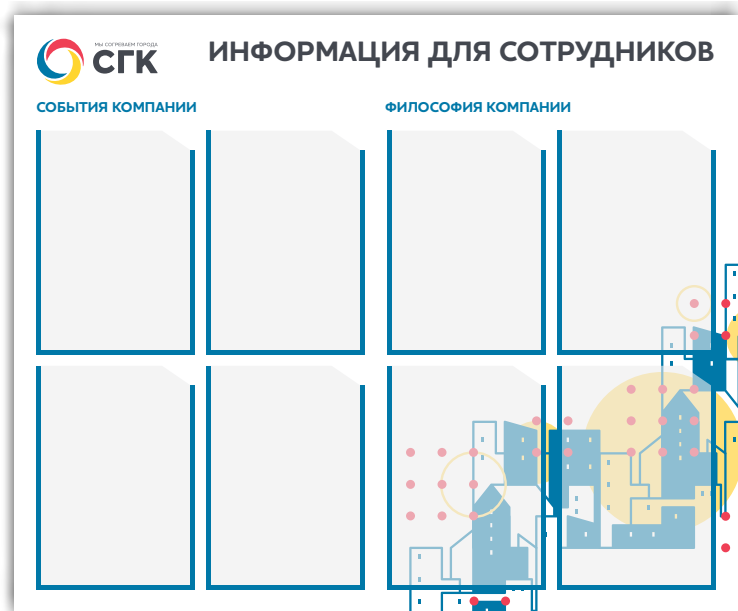 МЫ СОГРЕВАЕМ ГОРОДА
СГК
ИНФОРМАЦИЯ ДЛЯ СОТРУДНИКОВ
СОБЫТИЯ КОМПАНИИ
ФИЛОСОФИЯ КОМПАНИИ